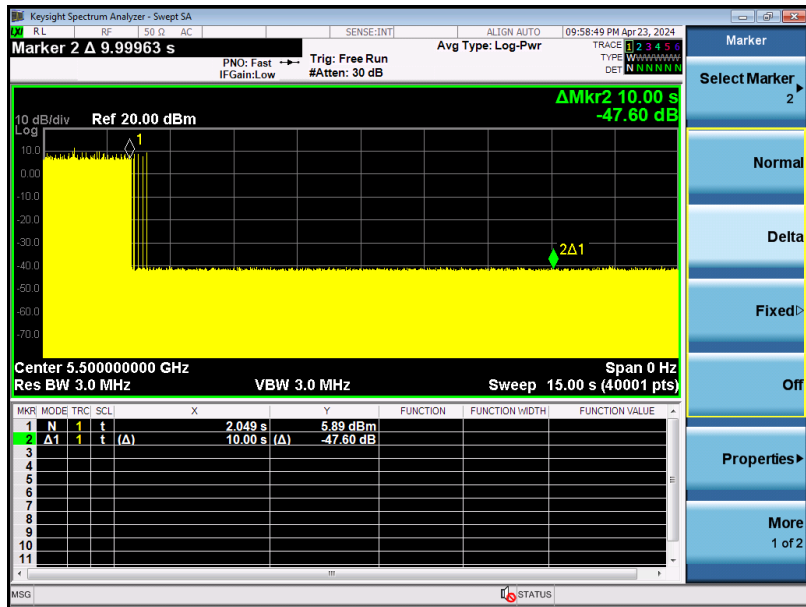 Keysight Spectrum Analyzer - Swept SA
LXI RL RF 50 Ω AC SENSE:INT ALIGN AUTO 09:58:49 PM Apr 23, 2024
Marker 2 Δ 9.99963 s
PNO: Fast
IFGain:Low
Trig: Free Run
#Atten: 30 dB
Avg Type: Log-Pwr
TRACE 1 2 3 4 5 6
TYPE WWWWWW
DET N N N N N N
ΔMkr2 10.00 s
-47.60 dB
10 dB/div Ref 20.00 dBm
Log
10.0
0.00
-10.0
-20.0
-30.0
-40.0
-50.0
-60.0
-70.0
1
2Δ1
Center 5.500000000 GHz Span 0 Hz
Res BW 3.0 MHz VBW 3.0 MHz Sweep 15.00 s (40001 pts)
MKR MODE TRC SCL X Y FUNCTION FUNCTION WIDTH FUNCTION VALUE
1 N 1 t 2.049 s 5.89 dBm
2 Δ1 1 t (Δ) 10.00 s (Δ) -47.60 dB
3
4
5
6
7
8
9
10
11
MSG STATUS
Marker
Select Marker
2
Normal
Delta
Fixed
Off
Properties
More
1 of 2